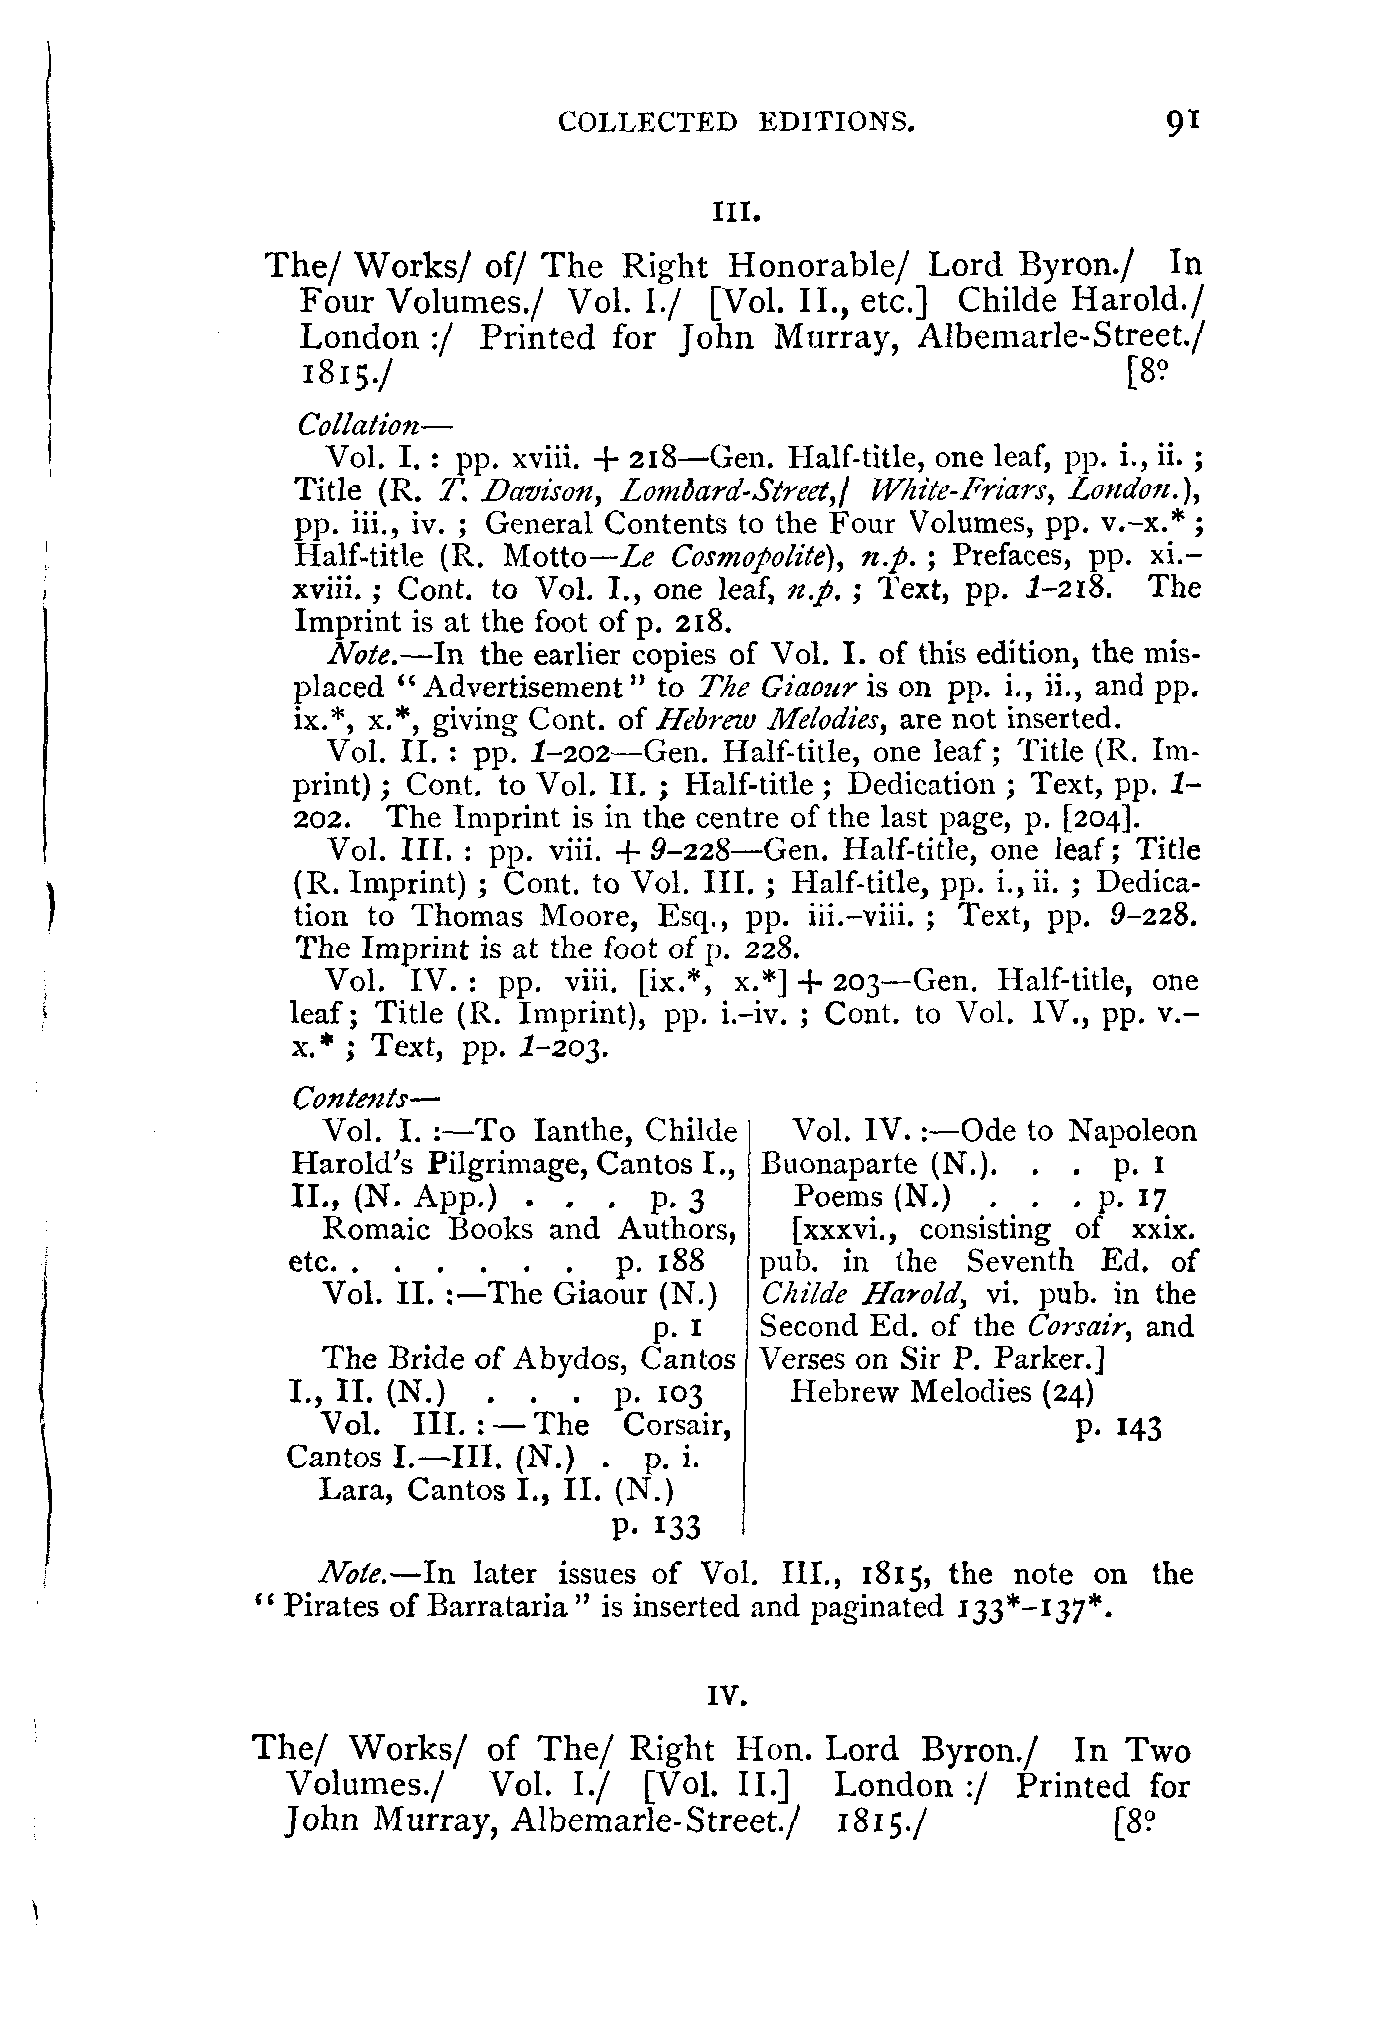 COLLECTED EDITIONS. 91
III.
The/ Works/ of/ The Right Honorable/ Lord Byron./ In
Four Volumes./ Vol. I./ [Vol. II., etc.] Childe Harold./
London :/ Printed for John Murray, Albemarle-Street./
1815./ [8º
Collation—
Vol. I. : pp. xviii. + 218—Gen. Half-title, one leaf, pp. i., ii. ;
Title (R. T. Davison, Lombard-Street,/ White-Friars, London.),
pp. iii., iv. ; General Contents to the Four Volumes, pp. v.-x.* ;
Half-title (R. Motto—Le Cosmopolite), n.p. ; Prefaces, pp. xi.-
xviii. ; Cont. to Vol. I., one leaf, n.p. ; Text, pp. 1-218. The
Imprint is at the foot of p. 218.
Note.—In the earlier copies of Vol. I. of this edition, the mis-
placed "Advertisement" to The Giaour is on pp. i., ii., and pp.
ix.*, x.*, giving Cont. of Hebrew Melodies, are not inserted.
Vol. II. : pp. 1-202—Gen. Half-title, one leaf ; Title (R. Im-
print) ; Cont. to Vol. II. ; Half-title ; Dedication ; Text, pp. 1-
202. The Imprint is in the centre of the last page, p. [204].
Vol. III. : pp. viii. + 9-228—Gen. Half-title, one leaf ; Title
(R. Imprint) ; Cont. to Vol. III. ; Half-title, pp. i., ii. ; Dedica-
tion to Thomas Moore, Esq., pp. iii.-viii. ; Text, pp. 9-228.
The Imprint is at the foot of p. 228.
Vol. IV. : pp. viii. [ix.*, x.*] + 203—Gen. Half-title, one
leaf ; Title (R. Imprint), pp. i.-iv. ; Cont. to Vol. IV., pp. v.-
x.* ; Text, pp. 1-203.
Contents—
Vol. I. :—To Ianthe, Childe
Harold's Pilgrimage, Cantos I.,
II., (N. App.) . . . p. 3
Romaic Books and Authors,
etc. . . . . . . p. 188
Vol. II. :—The Giaour (N.)
p. 1
The Bride of Abydos, Cantos
I., II. (N.) . . . p. 103
Vol. III. :—The Corsair,
Cantos I.—III. (N.) . p. i.
Lara, Cantos I., II. (N.)
p. 133
Vol. IV. :—Ode to Napoleon
Buonaparte (N.). . . p. 1
Poems (N.) . . . p. 17
[xxxvi., consisting of xxix.
pub. in the Seventh Ed. of
Childe Harold, vi. pub. in the
Second Ed. of the Corsair, and
Verses on Sir P. Parker.]
Hebrew Melodies (24)
p. 143
Note.—In later issues of Vol. III., 1815, the note on the
"Pirates of Barrataria" is inserted and paginated 133*-137*.
IV.
The/ Works/ of The/ Right Hon. Lord Byron./ In Two
Volumes./ Vol. I./ [Vol. II.] London :/ Printed for
John Murray, Albemarle-Street./ 1815./ [8º